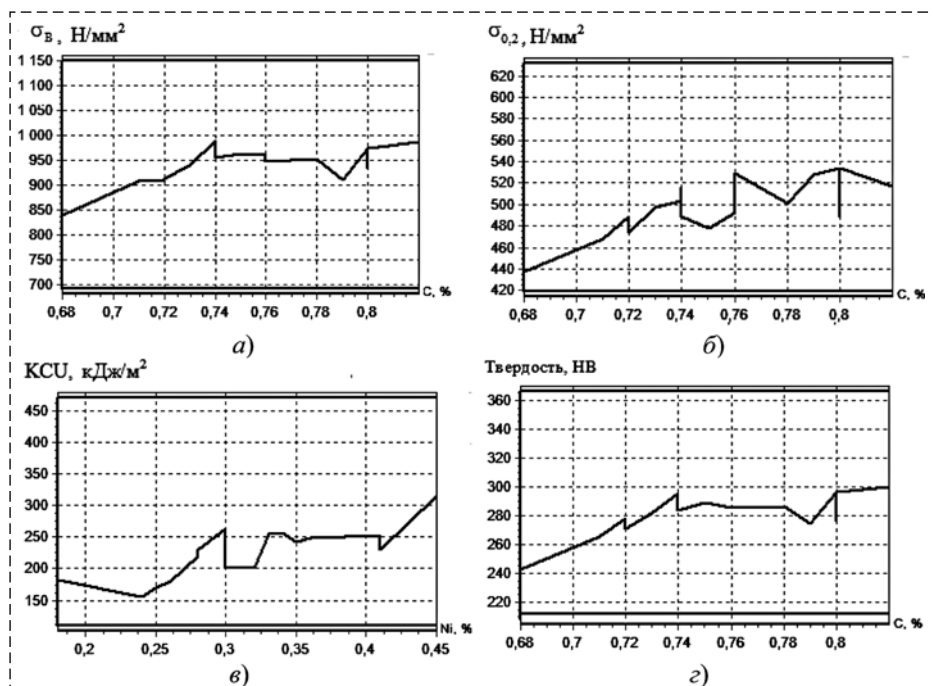 σв, Н/мм²
1 150
1 100
1 050
1 000
950
900
850
800
750
700
С, %
0,68 0,7 0,72 0,74 0,76 0,78 0,8
а)
σ0,2, Н/мм²
620
600
580
560
540
520
500
480
460
440
420
С, %
0,68 0,7 0,72 0,74 0,76 0,78 0,8
б)
KCU, кДж/м²
450
400
350
300
250
200
150
Ni, %
0,2 0,25 0,3 0,35 0,4 0,45
в)
Твердость, НВ
360
340
320
300
280
260
240
220
С, %
0,68 0,7 0,72 0,74 0,76 0,78 0,8
г)